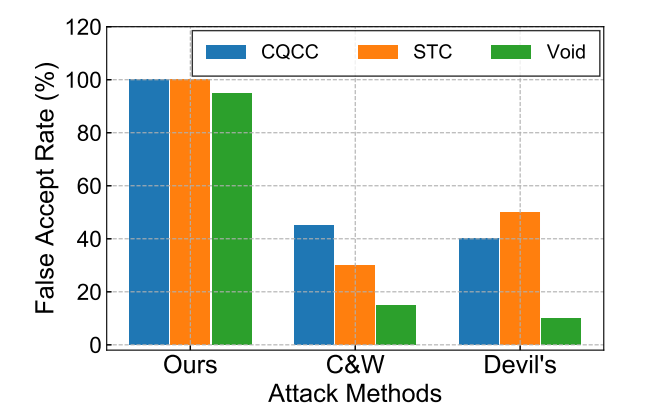 120
100
80
60
40
20
0
False Accept Rate (%)
CQCC STC Void
Ours C&W Devil's
Attack Methods